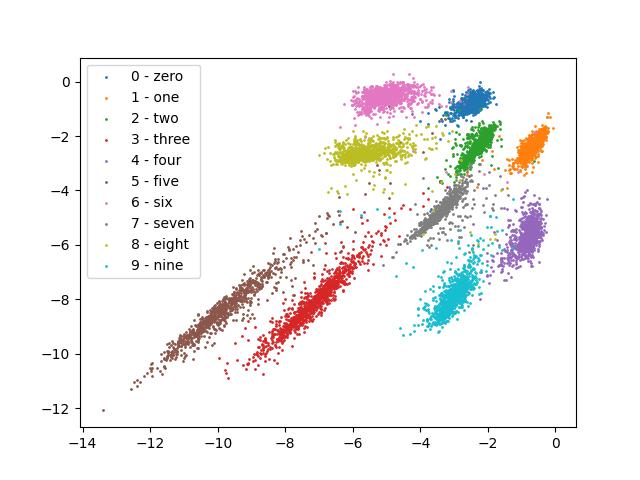 0 - zero
1 - one
2 - two
3 - three
4 - four
5 - five
6 - six
7 - seven
8 - eight
9 - nine
0
−2
−4
−6
−8
−10
−12
−14 −12 −10 −8 −6 −4 −2 0